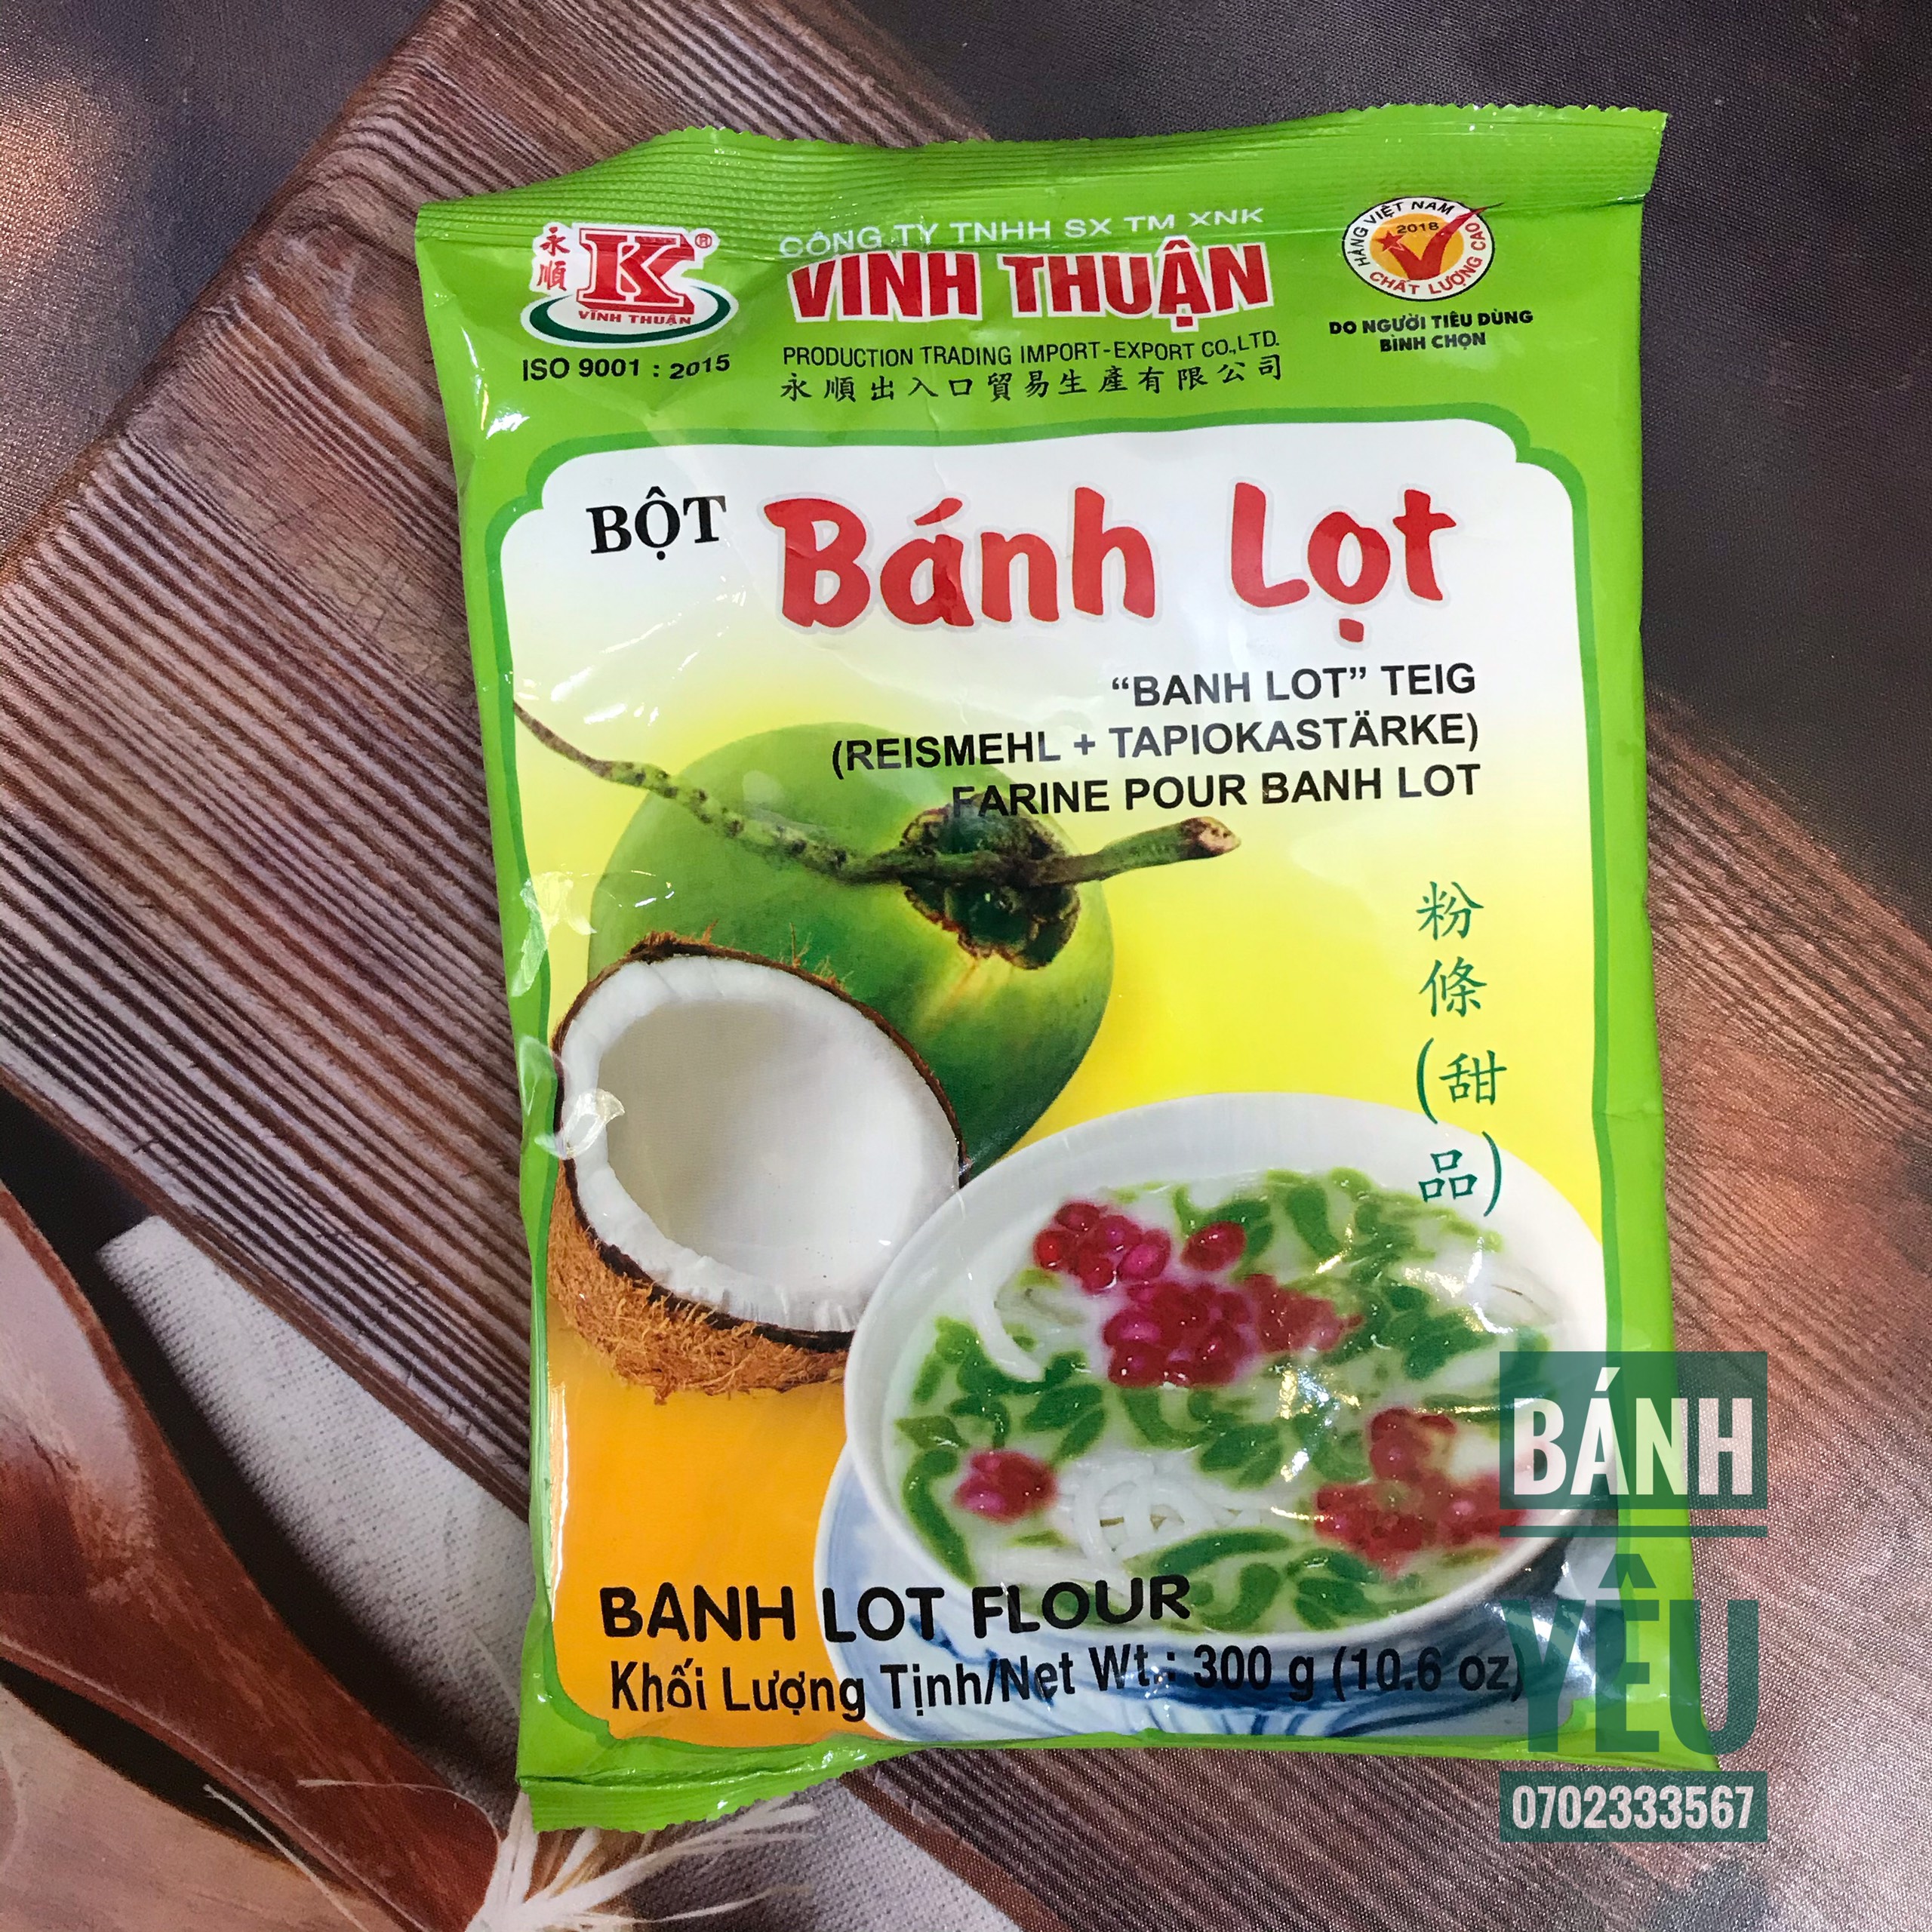 永順
K®
VĨNH THUẬN
ISO 9001 : 2015
CÔNG TY TNHH SX TM XNK
VĨNH THUẬN
PRODUCTION TRADING IMPORT-EXPORT CO.,LTD.
永順出入口貿易生產有限公司
HÀNG VIỆT NAM
2018
CHẤT LƯỢNG CAO
DO NGƯỜI TIÊU DÙNG
BÌNH CHỌN
BỘT Bánh Lọt
“BANH LOT” TEIG
(REISMEHL + TAPIOKASTÄRKE)
FARINE POUR BANH LOT
粉條(甜品)
BANH LOT FLOUR
Khối Lượng Tịnh/Net Wt.: 300 g (10.6 oz)
BÁNH
YÊU
0702333567